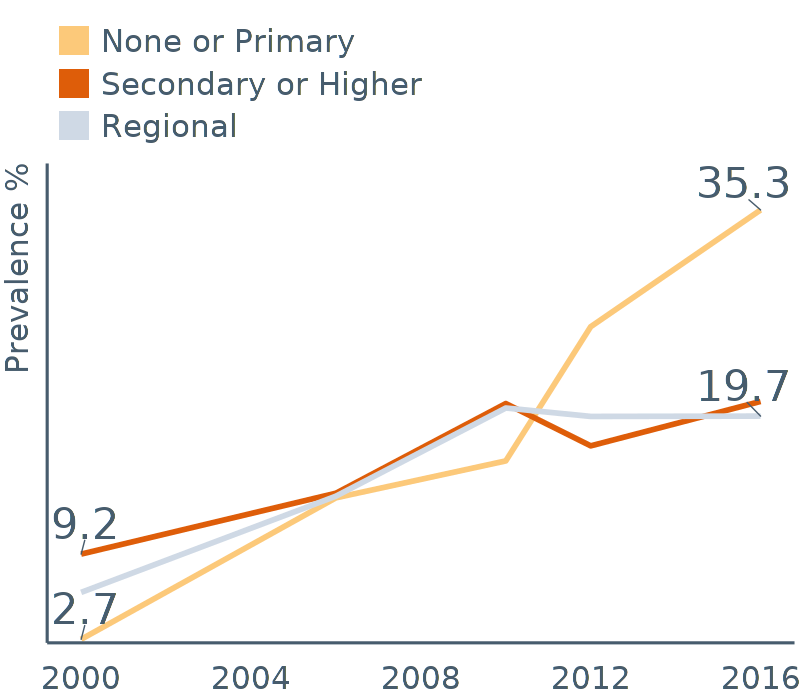 None or Primary
Secondary or Higher
Regional
Prevalence %
35.3
19.7
9.2
2.7
2000 2004 2008 2012 2016